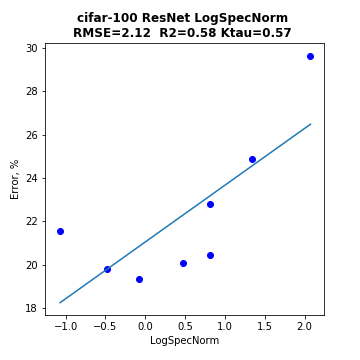 cifar-100 ResNet LogSpecNorm
RMSE=2.12 R2=0.58 Ktau=0.57
30
28
26
24
22
20
18
Error, %
−1.0 −0.5 0.0 0.5 1.0 1.5 2.0
LogSpecNorm